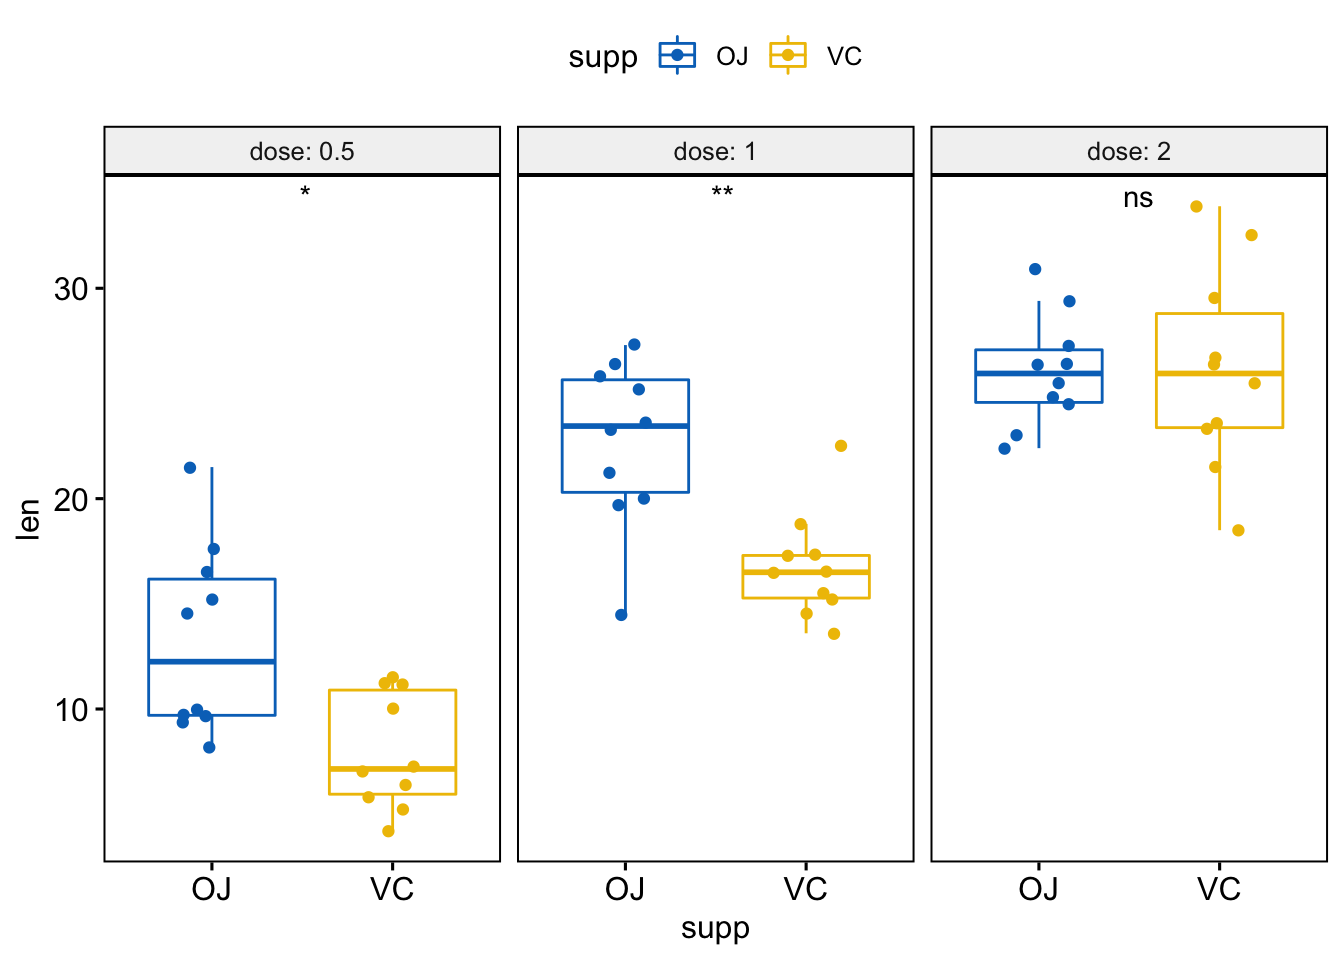 supp OJ VC
dose: 0.5 dose: 1 dose: 2
* ** ns
30
20
10
len
OJ VC OJ VC OJ VC
supp